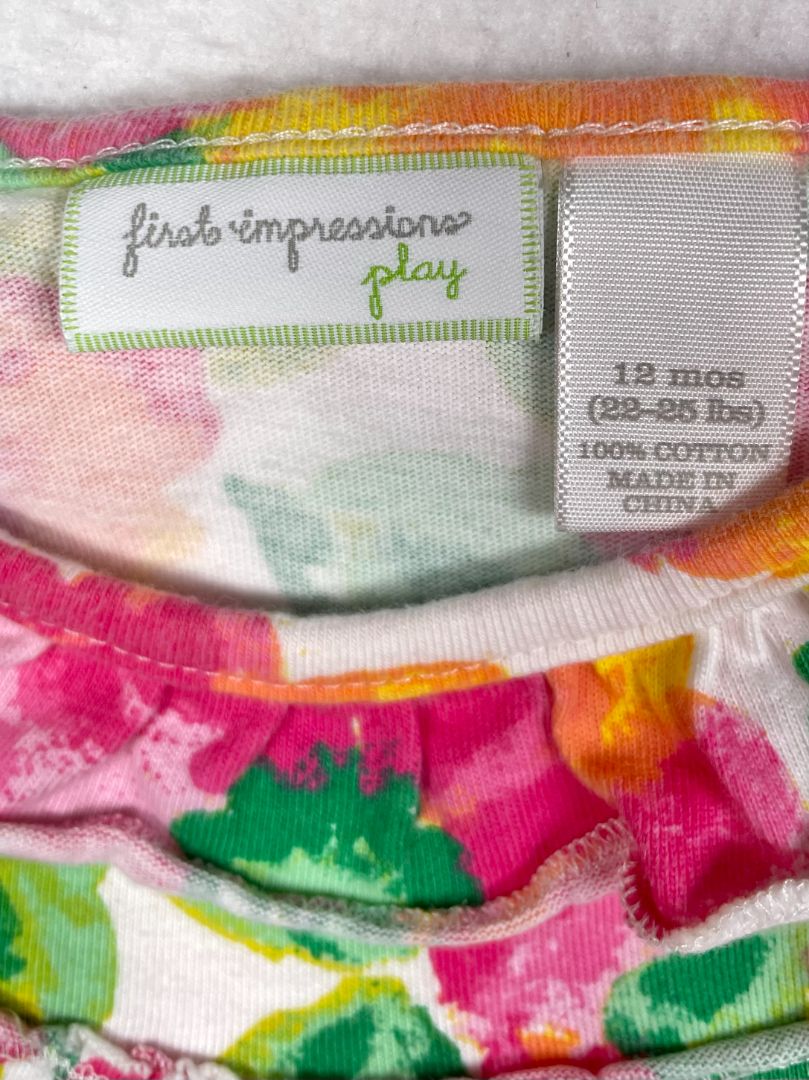 first impressions
play
12 mos
(22-25 lbs)
100% COTTON
MADE IN
CHINA